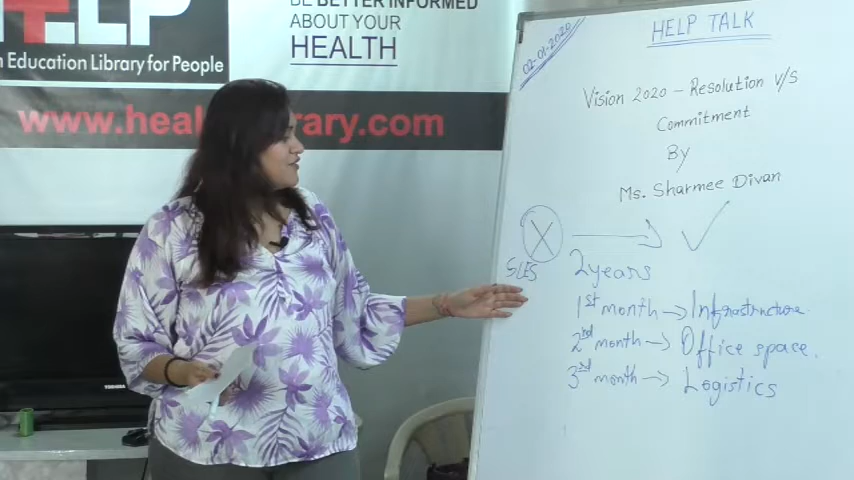 HELP
n Education Library for People
BE BETTER INFORMED
ABOUT YOUR
HEALTH
www.heal
rary.com
02-01-2020
HELP TALK
Vision 2020 - Resolution V/S
Commitment
By
Ms. Sharmee Divan
X
SLES
2 years
1st month → Infrastructure
2nd month → Office space.
3rd month → Logistics